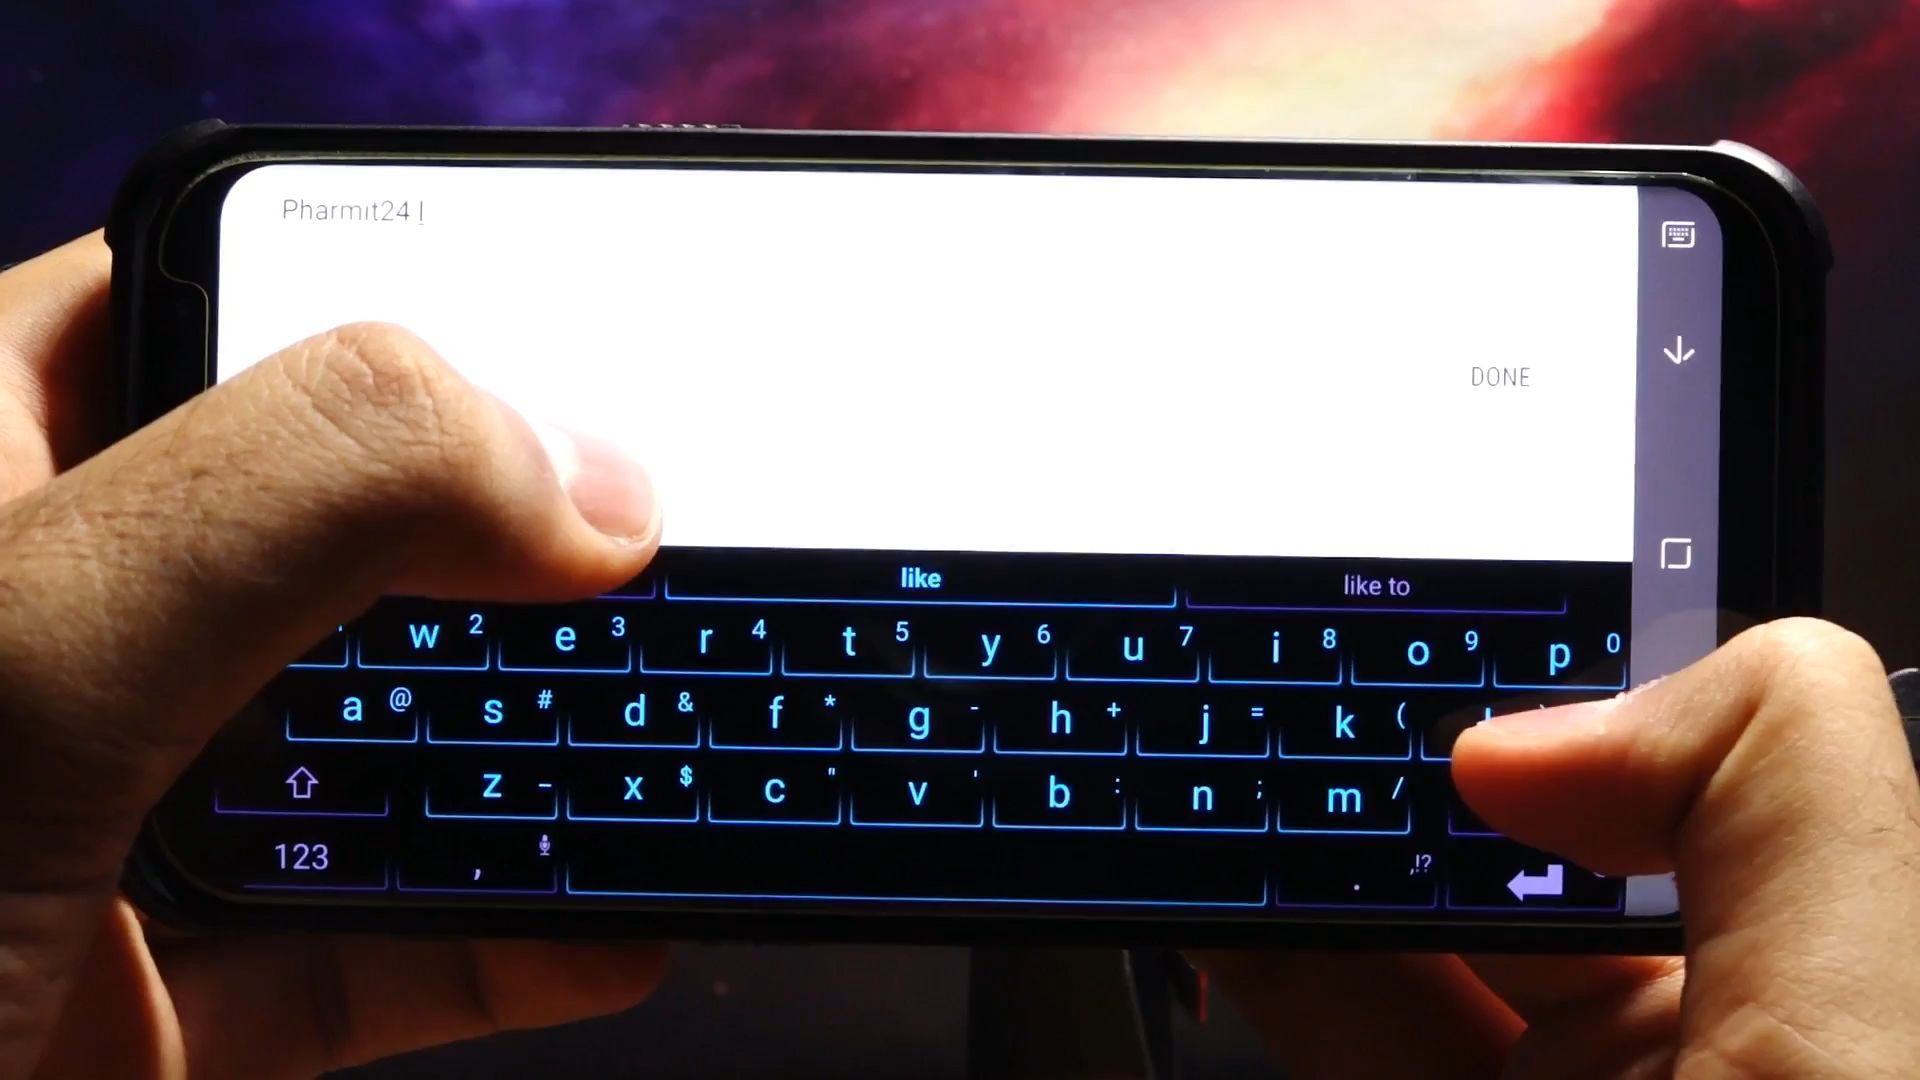 Pharmit24 l
DONE
like
like to
w 2 e 3 r 4 t 5 y 6 u 7 i 8 o 9 p 0
a @ s # d & f * g - h + j = k (
z – x $ c " v ' b : n ; m /
123 , . ,!?